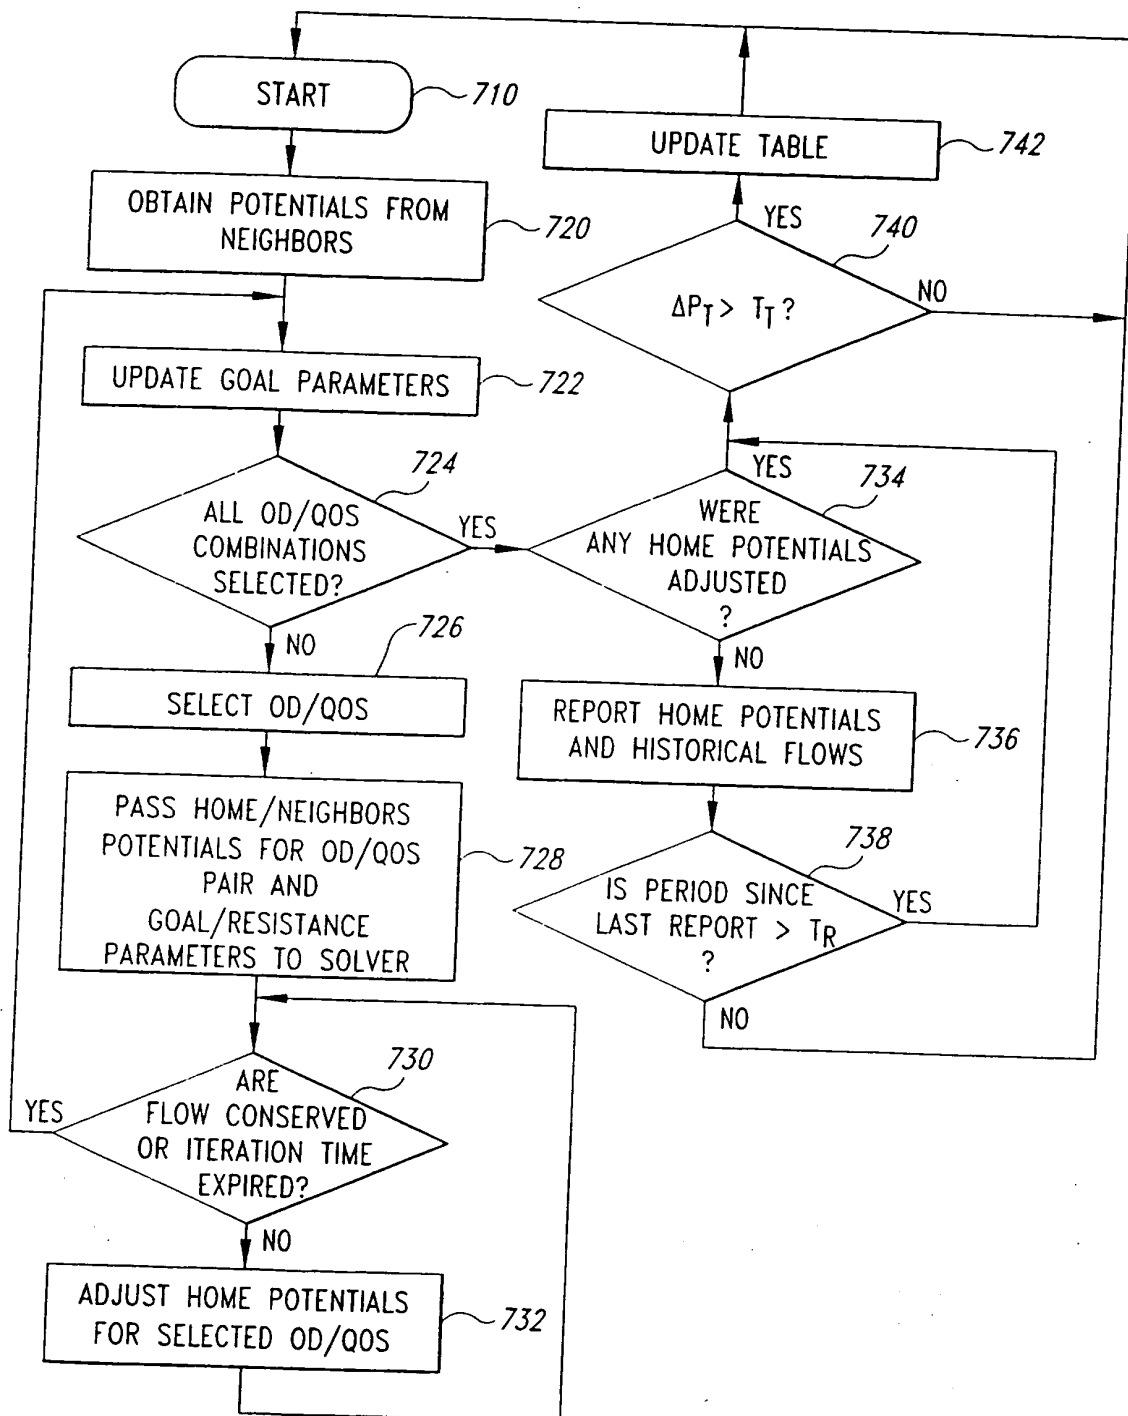 START
710
OBTAIN POTENTIALS FROM
NEIGHBORS
720
UPDATE GOAL PARAMETERS
722
ALL OD/QOS
COMBINATIONS
SELECTED?
724
YES
NO
SELECT OD/QOS
726
PASS HOME/NEIGHBORS
POTENTIALS FOR OD/QOS
PAIR AND
GOAL/RESISTANCE
PARAMETERS TO SOLVER
728
ARE
FLOW CONSERVED
OR ITERATION TIME
EXPIRED?
730
YES
NO
ADJUST HOME POTENTIALS
FOR SELECTED OD/QOS
732
UPDATE TABLE
742
YES
740
ΔPT > TT ?
NO
YES
734
WERE
ANY HOME POTENTIALS
ADJUSTED
?
NO
REPORT HOME POTENTIALS
AND HISTORICAL FLOWS
736
738
IS PERIOD SINCE
LAST REPORT > TR
?
YES
NO